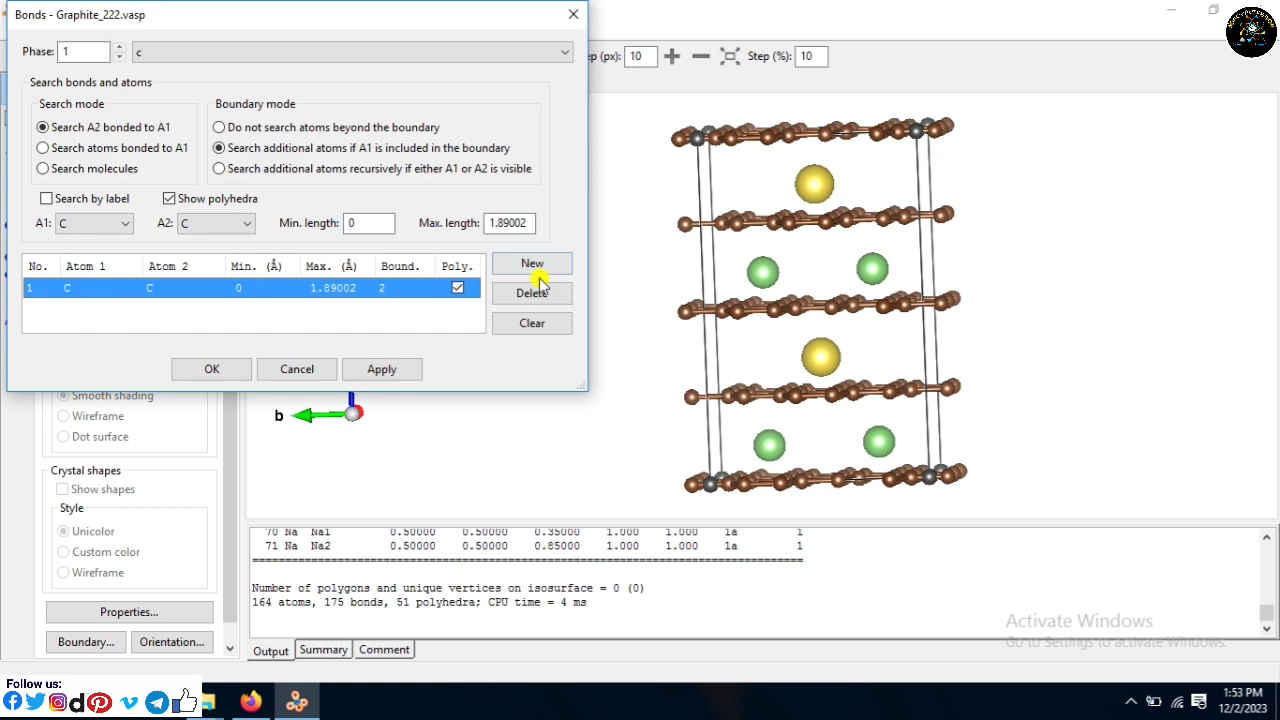 Bonds - Graphite_222.vasp
Phase: 1 c
p (px): 10 Step (%): 10
Search bonds and atoms
Search mode
Boundary mode
Search A2 bonded to A1
Do not search atoms beyond the boundary
Search atoms bonded to A1
Search additional atoms if A1 is included in the boundary
Search molecules
Search additional atoms recursively if either A1 or A2 is visible
Search by label
Show polyhedra
A1: C A2: C Min. length: 0 Max. length: 1.89002
No. Atom 1 Atom 2 Min. (Å) Max. (Å) Bound. Poly.
1 C C 0 1.89002 2
New
Delete
Clear
OK Cancel Apply
Smooth shading
Wireframe
Dot surface
b
Crystal shapes
Show shapes
Style
Unicolor
Custom color
Wireframe
Properties...
Boundary... Orientation...
70 Na Na1 0.50000 0.50000 0.35000 1.000 1.000 1a 1
71 Na Na2 0.50000 0.50000 0.85000 1.000 1.000 1a 1
Number of polygons and unique vertices on isosurface = 0 (0)
164 atoms, 175 bonds, 51 polyhedra; CPU time = 4 ms
Activate Windows
Go to Settings to activate Windows.
Output Summary Comment
Follow us:
1:53 PM
12/2/2023